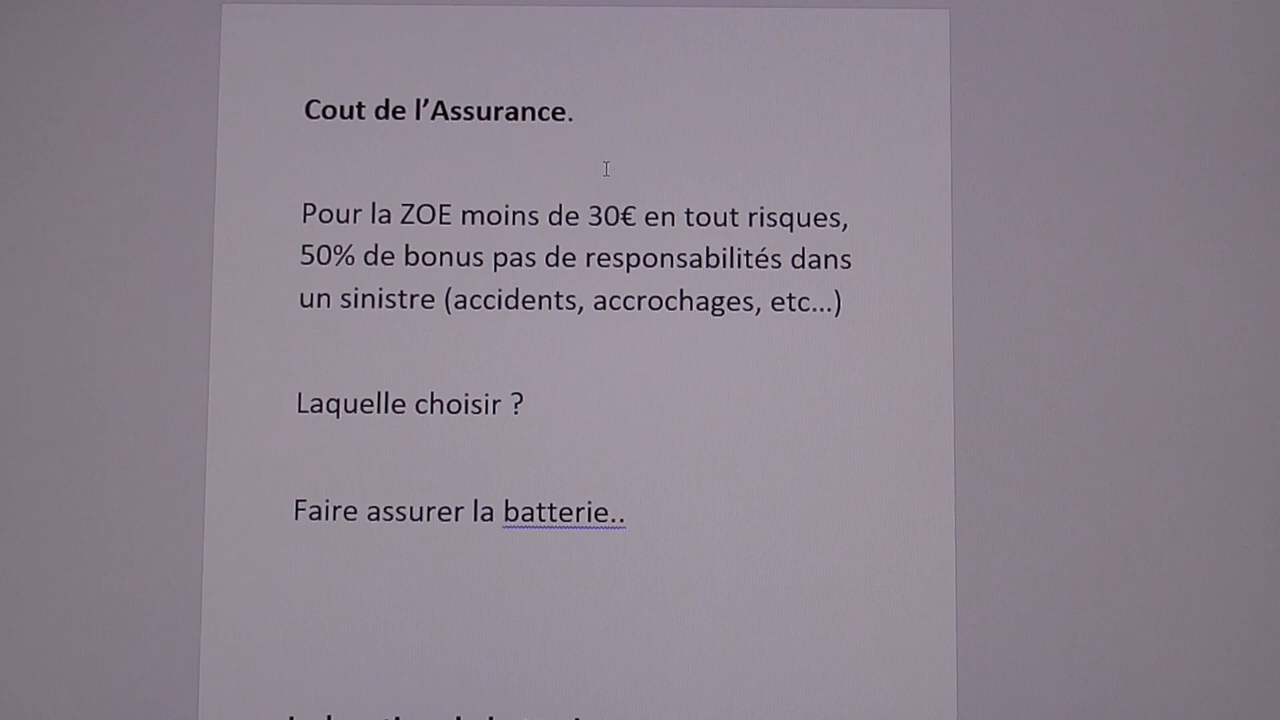 Cout de l’Assurance.
Pour la ZOE moins de 30€ en tout risques,
50% de bonus pas de responsabilités dans
un sinistre (accidents, accrochages, etc...)
Laquelle choisir ?
Faire assurer la batterie..